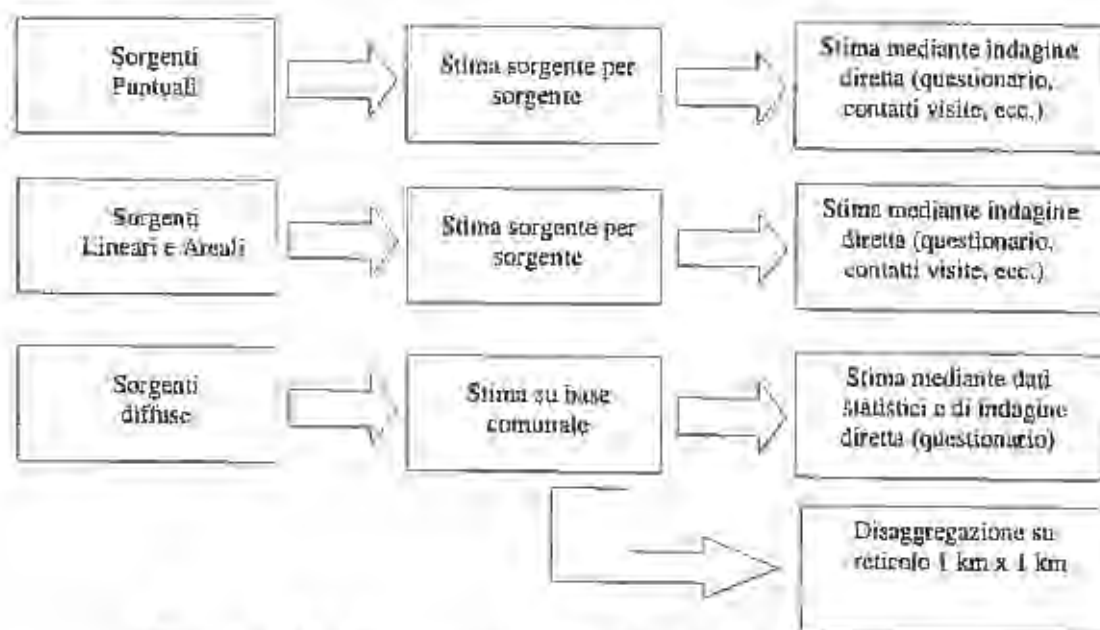 Sorgenti
Puntuali
Stima sorgente per
sorgente
Stima mediante indagine
diretta (questionario,
contatti visite, ecc.)
Sorgenti
Lineari e Areali
Stima sorgente per
sorgente
Stima mediante indagine
diretta (questionario,
contatti visite, ecc.)
Sorgenti
diffuse
Stima su base
comunale
Stima mediante dati
statistici e di indagine
diretta (questionario)
Disaggregazione su
reticolo 1 km x 1 km